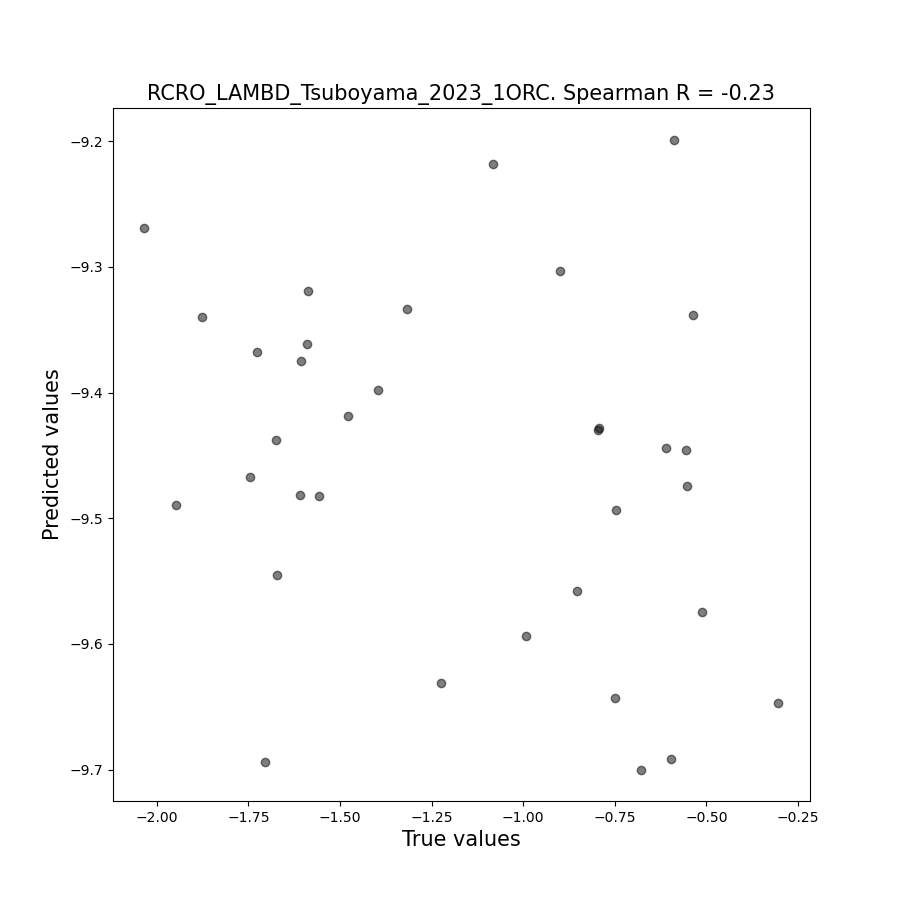 RCRO_LAMBD_Tsuboyama_2023_1ORC. Spearman R = -0.23
−9.2
−9.3
−9.4
−9.5
−9.6
−9.7
Predicted values
−2.00 −1.75 −1.50 −1.25 −1.00 −0.75 −0.50 −0.25
True values